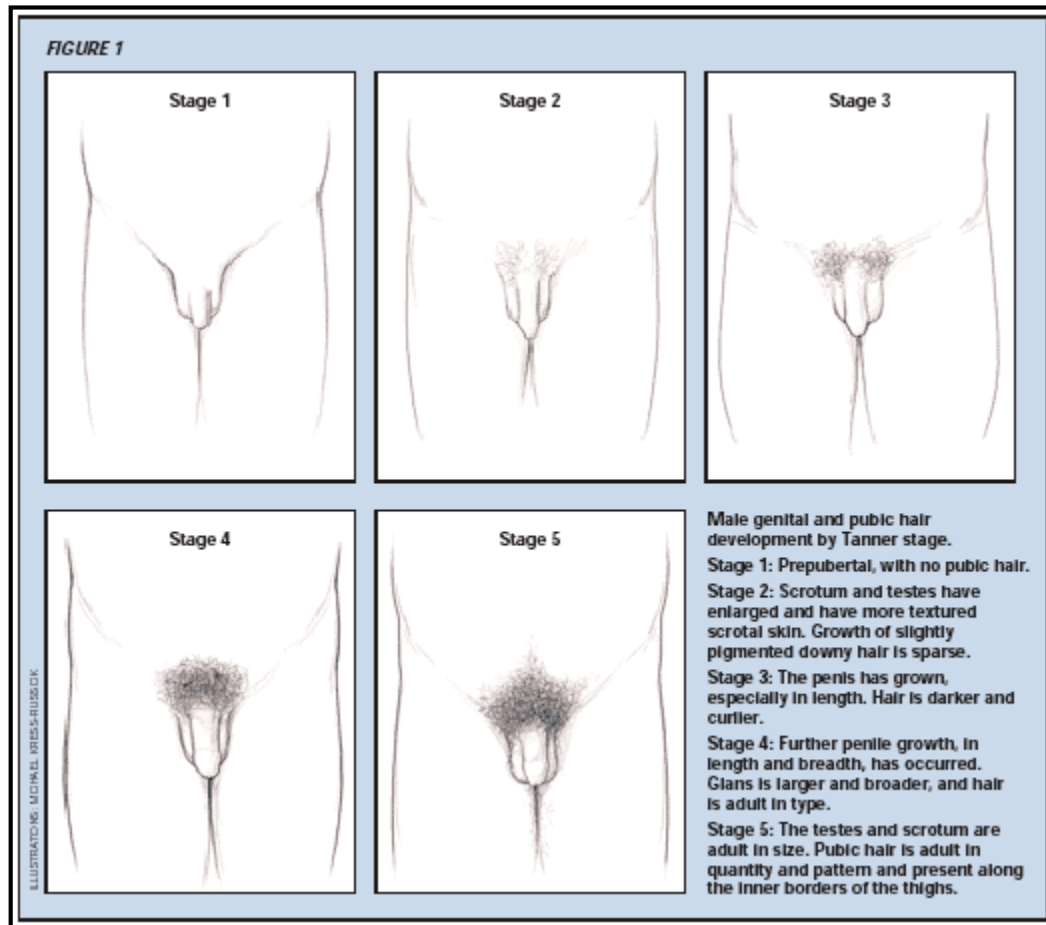 FIGURE 1
Stage 1
Stage 2
Stage 3
Stage 4
Stage 5
Male genital and pubic hair
development by Tanner stage.
Stage 1: Prepubertal, with no pubic hair.
Stage 2: Scrotum and testes have
enlarged and have more textured
scrotal skin. Growth of slightly
pigmented downy hair is sparse.
Stage 3: The penis has grown,
especially in length. Hair is darker and
curlier.
Stage 4: Further penile growth, in
length and breadth, has occurred.
Glans is larger and broader, and hair
is adult in type.
Stage 5: The testes and scrotum are
adult in size. Pubic hair is adult in
quantity and pattern and present along
the inner borders of the thighs.
ILLUSTRATIONS: MICHAEL KRESS-RUSSICK